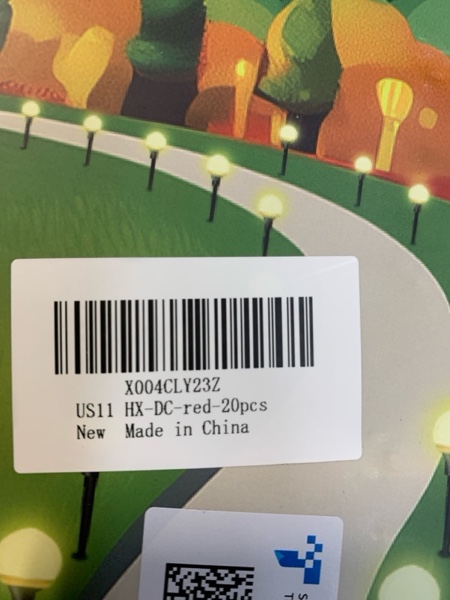 X004CLY23Z
US11 HX-DC-red-20pcs
New Made in China